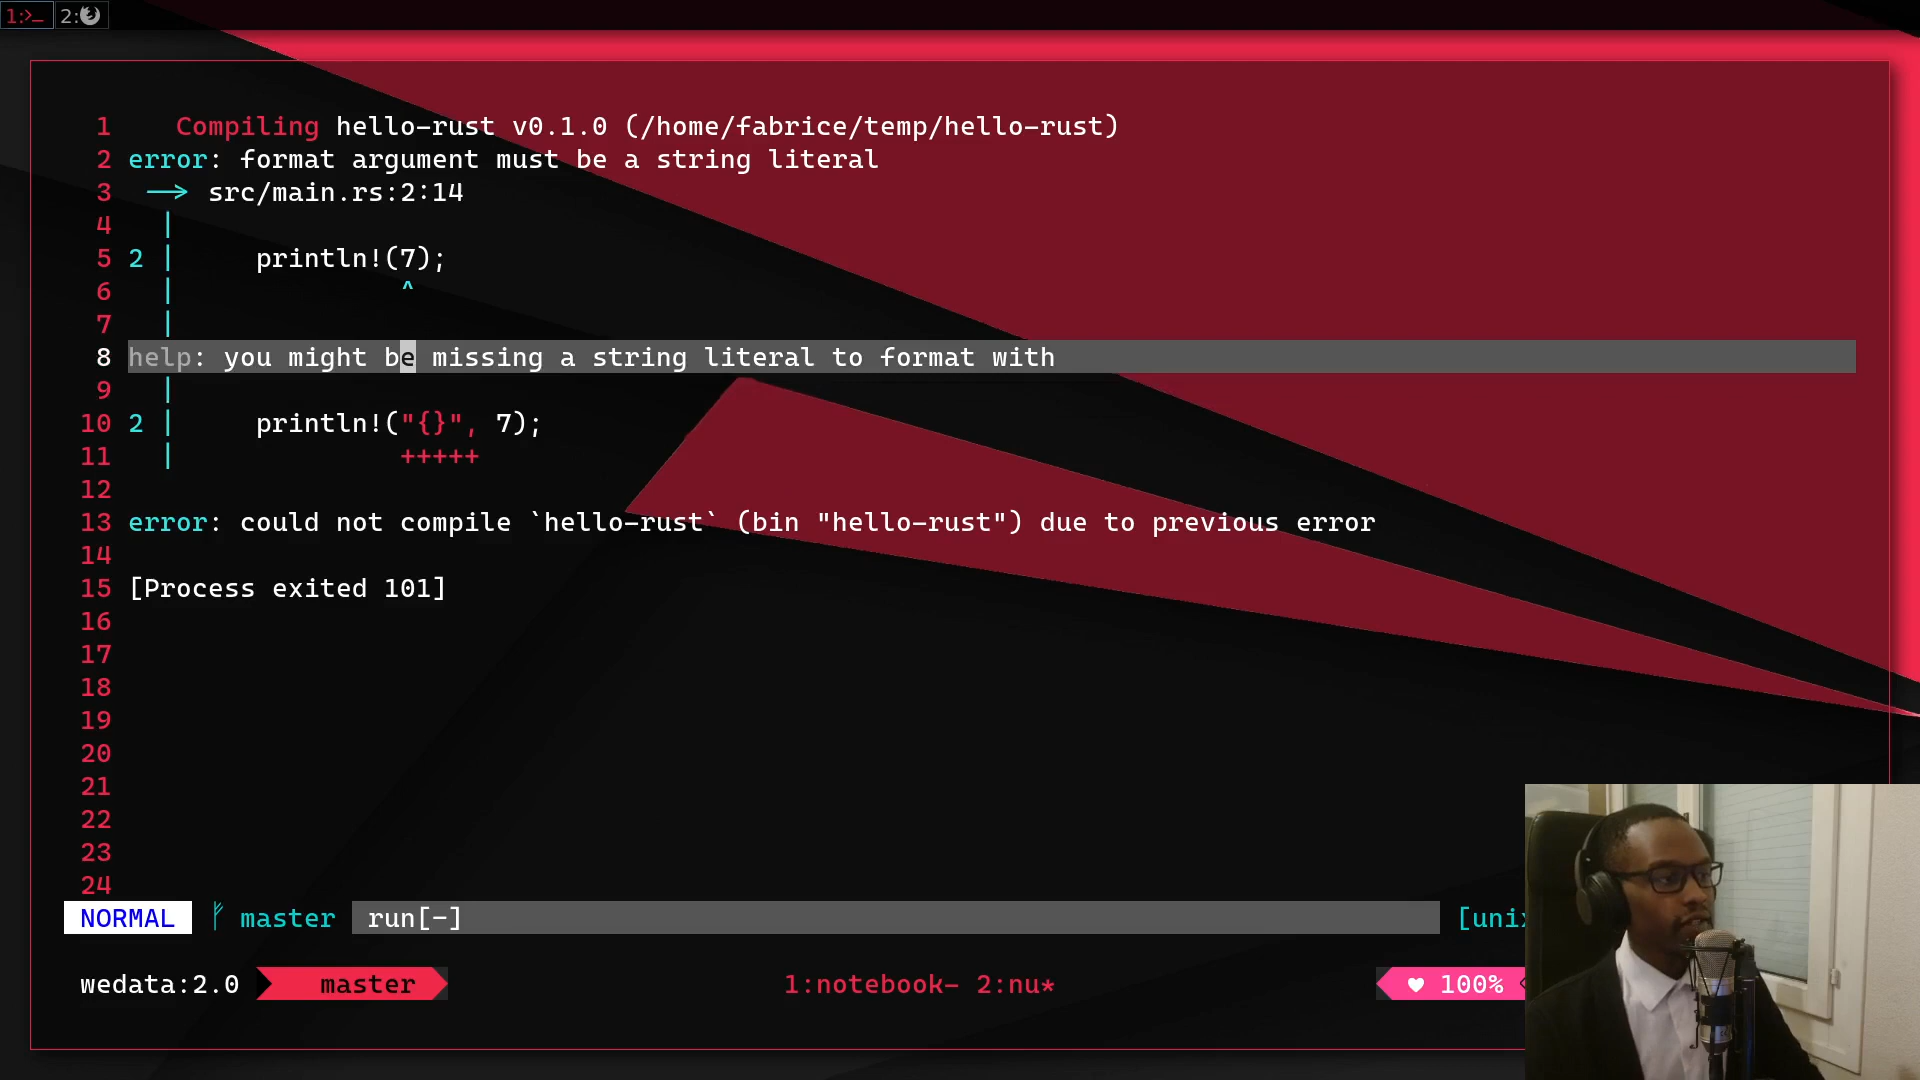 1:>_ 2:
1 Compiling hello-rust v0.1.0 (/home/fabrice/temp/hello-rust)
2 error: format argument must be a string literal
3 --> src/main.rs:2:14
4 |
5 2 | println!(7);
6 | ^
7 |
8 help: you might be missing a string literal to format with
9 |
10 2 | println!("{}", 7);
11 | +++++
12
13 error: could not compile `hello-rust` (bin "hello-rust") due to previous error
14
15 [Process exited 101]
16
17
18
19
20
21
22
23
24
NORMAL master run[-] [unix
wedata:2.0 master 1:notebook- 2:nu* ♥ 100%